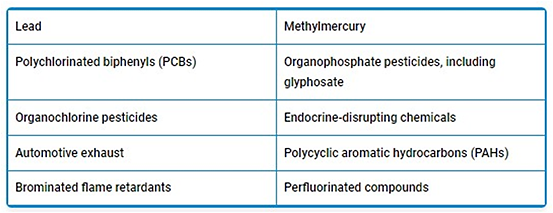 Lead
Methylmercury
Polychlorinated biphenyls (PCBs)
Organophosphate pesticides, including
glyphosate
Organochlorine pesticides
Endocrine-disrupting chemicals
Automotive exhaust
Polycyclic aromatic hydrocarbons (PAHs)
Brominated flame retardants
Perfluorinated compounds